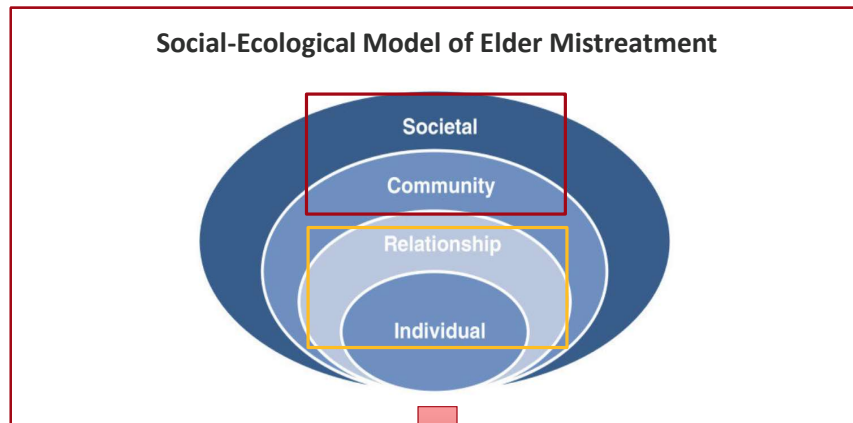 Social-Ecological Model of Elder Mistreatment
Societal
Community
Relationship
Individual